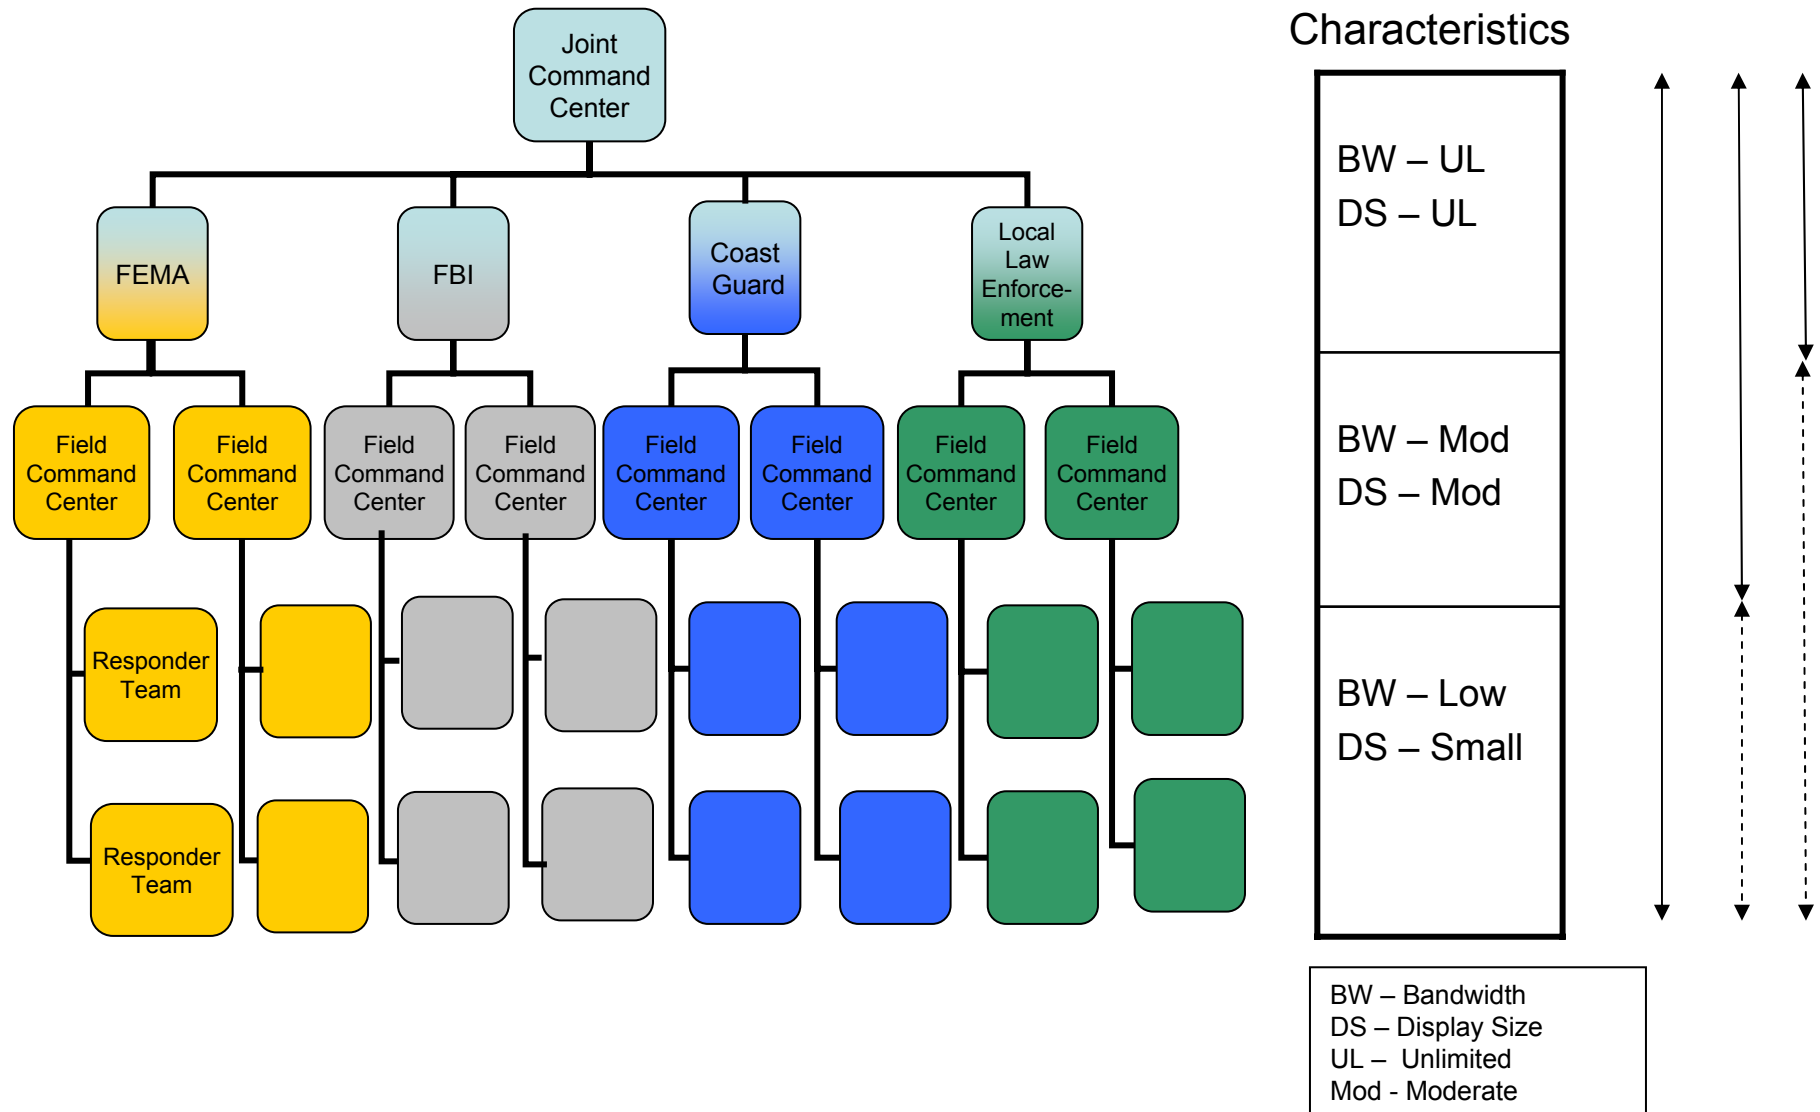 Characteristics
Joint
Command
Center
FEMA
FBI
Coast
Guard
Local
Law
Enforce-
ment
Field
Command
Center
Field
Command
Center
Field
Command
Center
Field
Command
Center
Field
Command
Center
Field
Command
Center
Field
Command
Center
Field
Command
Center
Responder
Team
Responder
Team
BW – UL
DS – UL
BW – Mod
DS – Mod
BW – Low
DS – Small
BW – Bandwidth
DS – Display Size
UL – Unlimited
Mod - Moderate